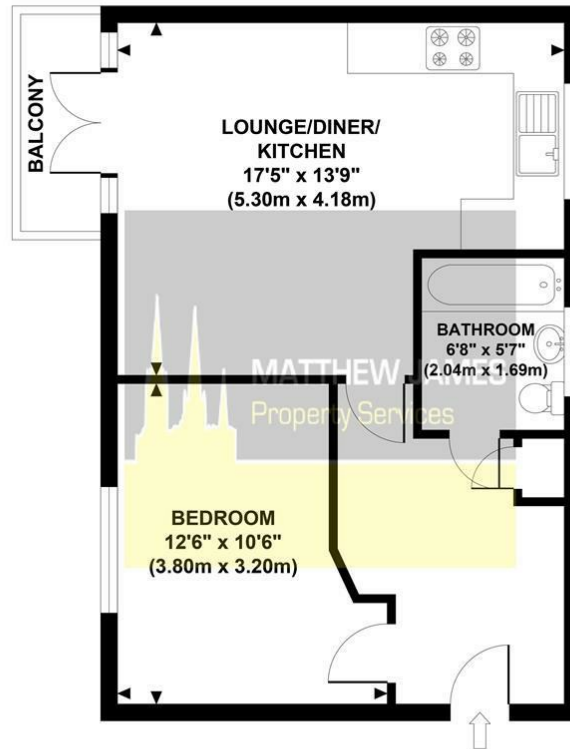 BALCONY
LOUNGE/DINER/
KITCHEN
17'5" x 13'9"
(5.30m x 4.18m)
BATHROOM
6'8" x 5'7"
(2.04m x 1.69m)
MATTHEW JAMES
Property Services
BEDROOM
12'6" x 10'6"
(3.80m x 3.20m)